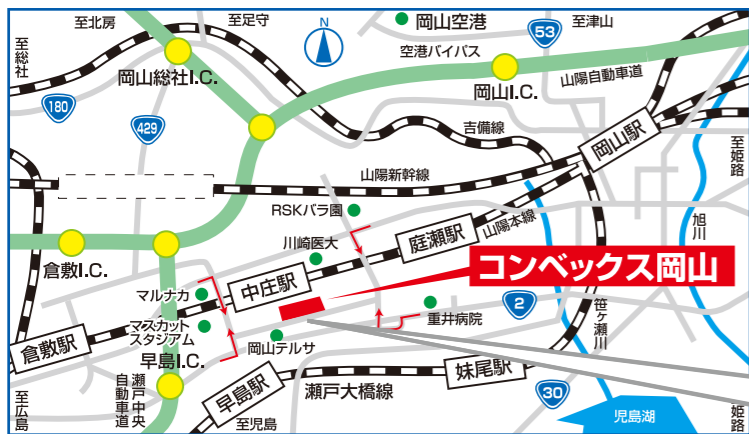 至北房
至足守
N
岡山空港
至津山
53
至総社
空港バイパス
岡山総社I.C.
岡山I.C.
山陽自動車道
180
429
吉備線
岡山駅
至姫路
山陽新幹線
RSKバラ園
山陽本線
旭川
川崎医大
庭瀬駅
倉敷I.C.
コンベックス岡山
中庄駅
マルナカ
2
笹ヶ瀬川
マスカット
スタジアム
重井病院
倉敷駅
岡山テルサ
早島I.C.
妹尾駅
瀬戸中央
自動車道
早島駅
瀬戸大橋線
30
至広島
至児島
児島湖
姫路